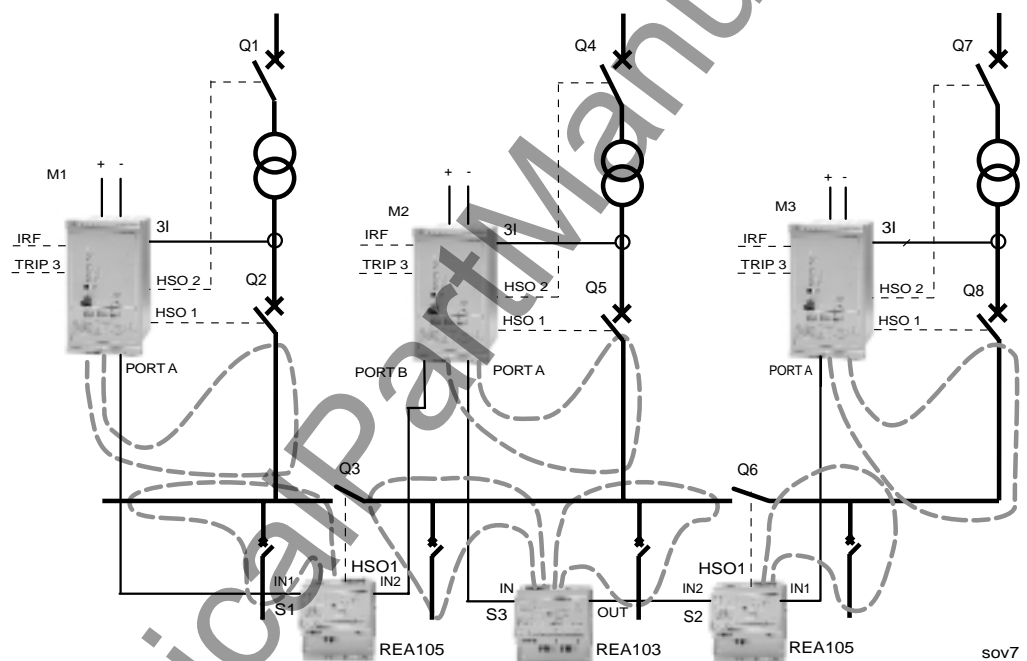 Q1
Q4
Q7
+ -
M1
+ -
M2
+ -
M3
3I
IRF
TRIP 3
HSO 2
Q2
HSO 1
PORT A
3I
IRF
TRIP 3
HSO 2
Q5
HSO 1
PORT B
PORT A
3I
IRF
TRIP 3
HSO 2
Q8
HSO 1
PORT A
Q3
Q6
HSO1
IN1
IN2
S1
REA105
IN
OUT
S3
REA103
HSO1
IN2
IN1
S2
REA105
sov7
icalPartManu